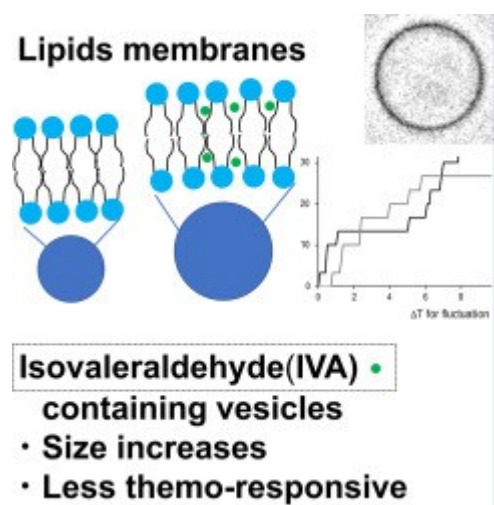 Lipids membranes
30
20
10
0
0 2 4 6 8
ΔT for fluctuation
Isovaleraldehyde(IVA)
containing vesicles
・Size increases
・Less themo-responsive